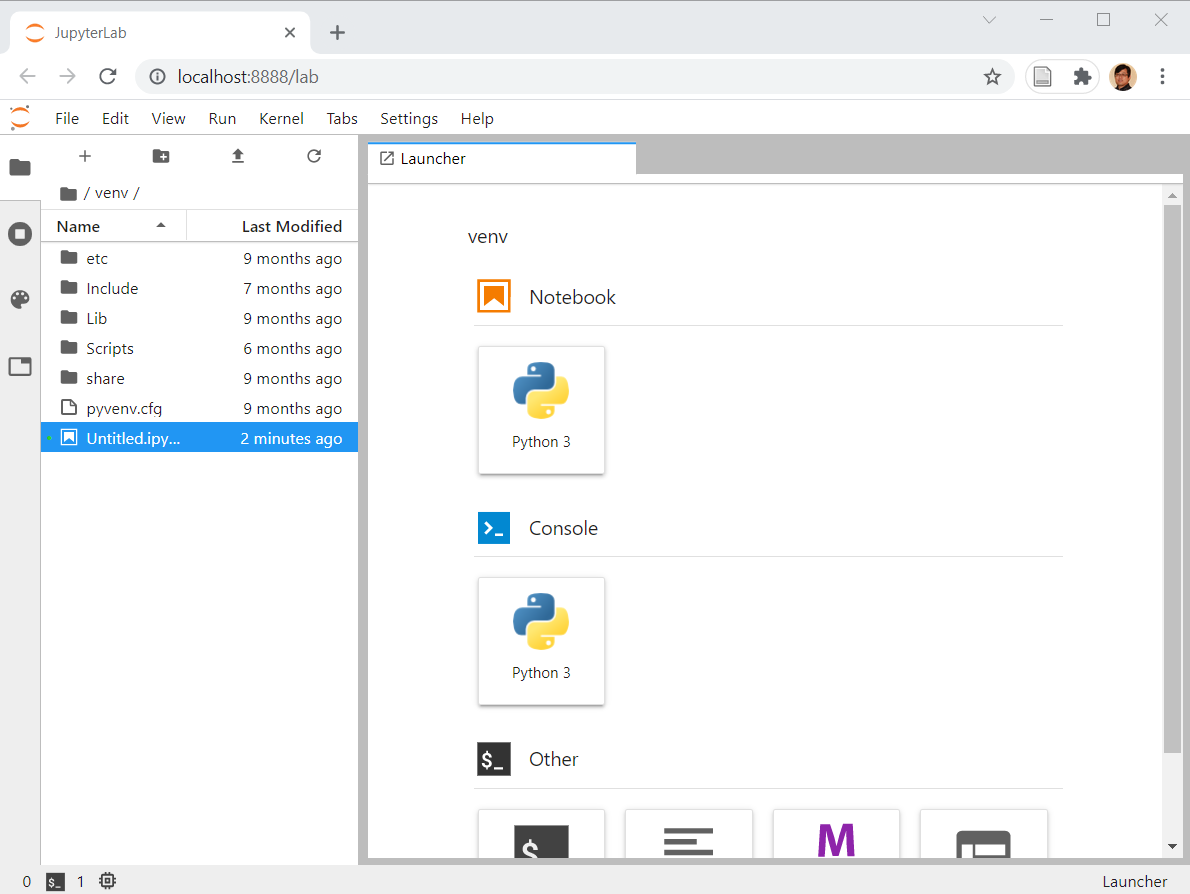 JupyterLab
localhost:8888/lab
File Edit View Run Kernel Tabs Settings Help
/ venv /
Name Last Modified
etc 9 months ago
Include 7 months ago
Lib 9 months ago
Scripts 6 months ago
share 9 months ago
pyvenv.cfg 9 months ago
Untitled.ipy... 2 minutes ago
Launcher
venv
Notebook
Python 3
Console
Python 3
$_ Other
$
M
0 $_ 1 Launcher